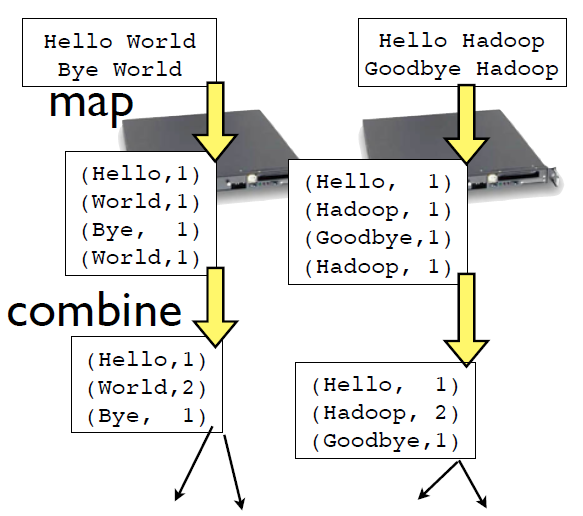 Hello World
Bye World
Hello Hadoop
Goodbye Hadoop
map
(Hello,1)
(World,1)
(Bye,  1)
(World,1)
(Hello,  1)
(Hadoop, 1)
(Goodbye,1)
(Hadoop, 1)
combine
(Hello,1)
(World,2)
(Bye,  1)
(Hello,  1)
(Hadoop, 2)
(Goodbye,1)